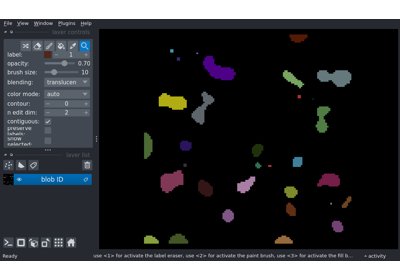 File View Window Plugins Help
layer controls
label: 1
opacity: 0.70
brush size: 10
blending: translucen
color mode: auto
contour: 0
n edit dim: 2
contiguous:
preserve
labels:
show
selected:
layer list
blob ID
Ready
use <1> for activate the label eraser, use <2> for activate the paint brush, use <3> for activate the fill b...
activity